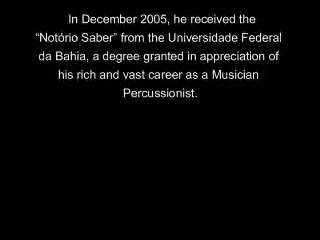 In December 2005, he received the
“Notório Saber” from the Universidade Federal
da Bahia, a degree granted in appreciation of
his rich and vast career as a Musician
Percussionist.